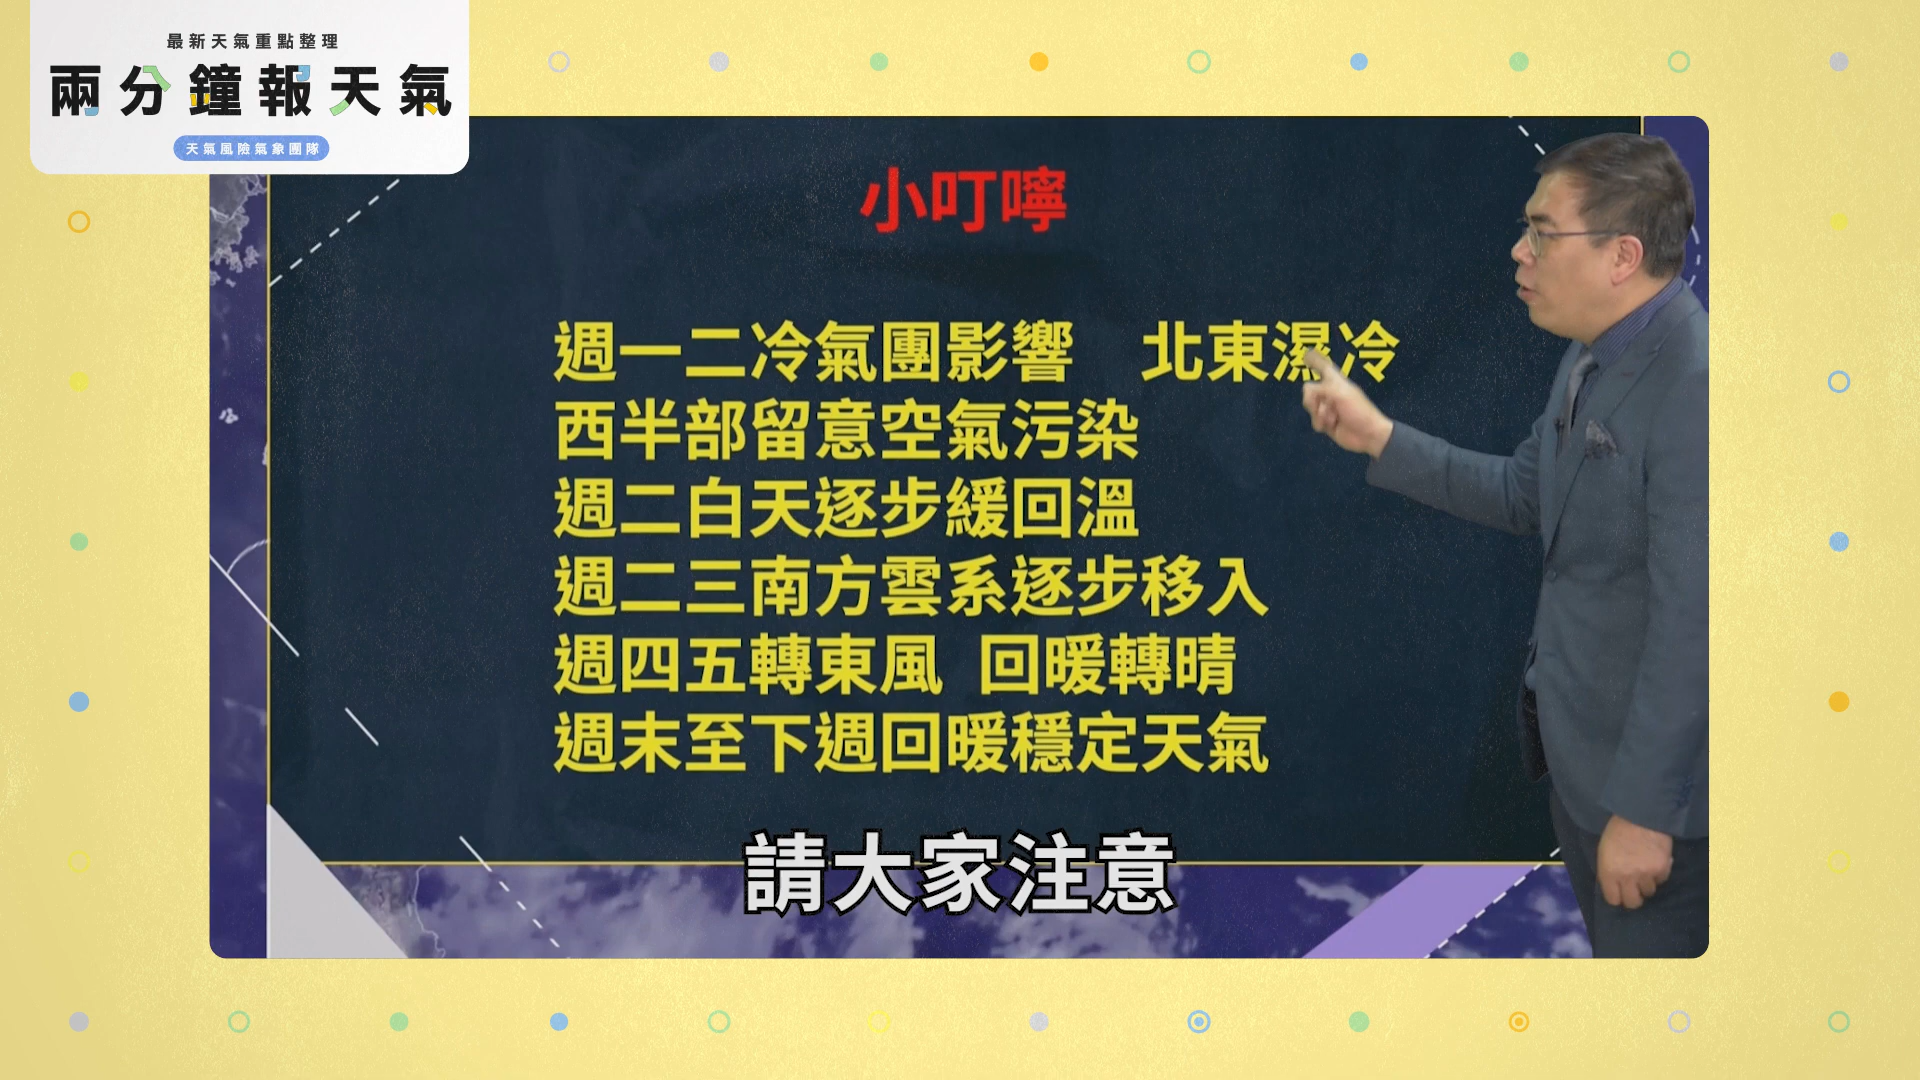 最新天氣重點整理
兩分鐘報天氣
天氣風險氣象團隊
小叮嚀
週一二冷氣團影響 北東濕冷
西半部留意空氣污染
週二白天逐步緩回溫
週二三南方雲系逐步移入
週四五轉東風 回暖轉晴
週末至下週回暖穩定天氣
請大家注意